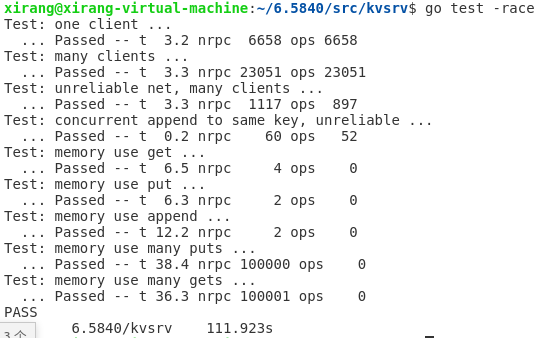 xirang@xirang-virtual-machine:~/6.5840/src/kvsrv$ go test -race
Test: one client ...
  ... Passed -- t  3.2 nrpc  6658 ops 6658
Test: many clients ...
  ... Passed -- t  3.3 nrpc 23051 ops 23051
Test: unreliable net, many clients ...
  ... Passed -- t  3.3 nrpc  1117 ops  897
Test: concurrent append to same key, unreliable ...
  ... Passed -- t  0.2 nrpc    60 ops   52
Test: memory use get ...
  ... Passed -- t  6.5 nrpc     4 ops    0
Test: memory use put ...
  ... Passed -- t  6.3 nrpc     2 ops    0
Test: memory use append ...
  ... Passed -- t 12.2 nrpc     2 ops    0
Test: memory use many puts ...
  ... Passed -- t 38.4 nrpc 100000 ops    0
Test: memory use many gets ...
  ... Passed -- t 36.3 nrpc 100001 ops    0
PASS
6.5840/kvsrv    111.923s
3 个